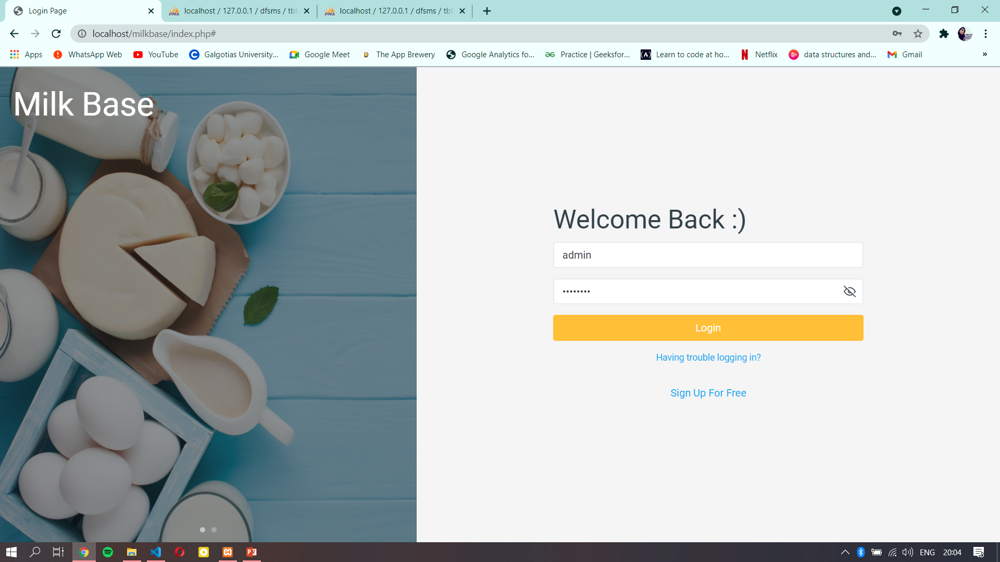 Login Page
localhost / 127.0.0.1 / dfsms / tbl
localhost / 127.0.0.1 / dfsms / tbl
localhost/milkbase/index.php#
Apps
WhatsApp Web
YouTube
Galgotias University...
Google Meet
The App Brewery
Google Analytics fo...
Practice | Geeksfor...
Learn to code at ho...
Netflix
data structures and...
Gmail
»
Milk Base
Welcome Back :)
admin
••••••••
Login
Having trouble logging in?
Sign Up For Free
ENG
20:04